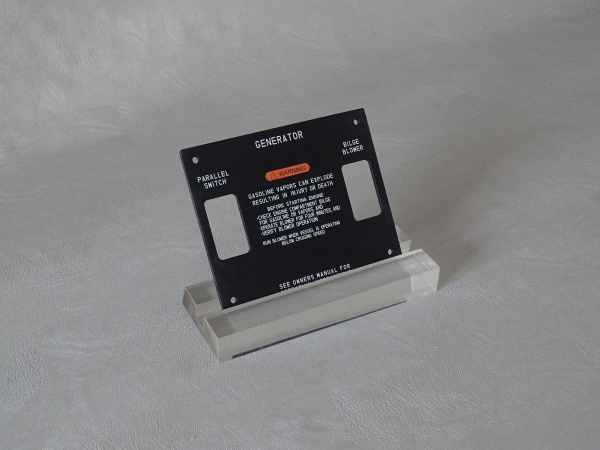 GENERATOR
PARALLEL
SWITCH
BILGE
BLOWER
⚠ WARNING
GASOLINE VAPORS CAN EXPLODE
RESULTING IN INJURY OR DEATH
BEFORE STARTING ENGINE
-CHECK ENGINE COMPARTMENT BILGE
FOR GASOLINE OR VAPORS AND
-OPERATE BLOWER FOR FOUR MINUTES AND
-VERIFY BLOWER OPERATION
RUN BLOWER WHEN VESSEL IS OPERATING
BELOW CRUISING SPEED
SEE OWNERS MANUAL FOR